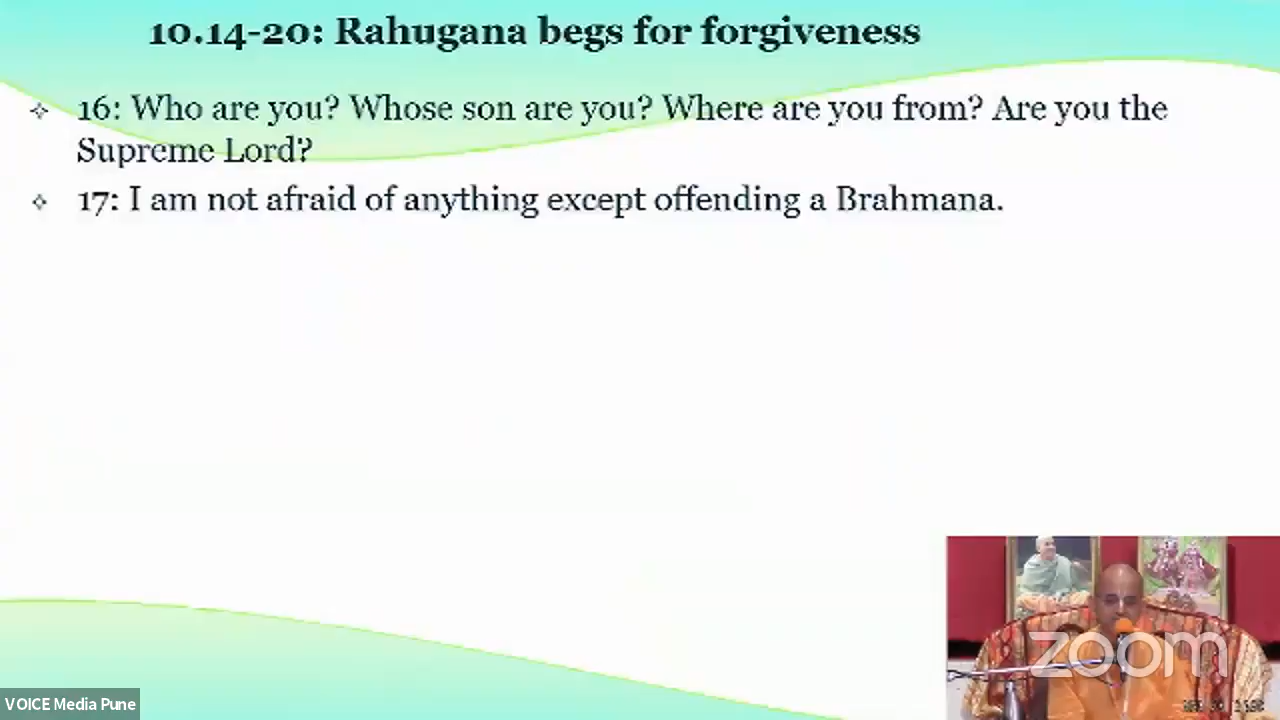 10.14-20: Rahugana begs for forgiveness
16: Who are you? Whose son are you? Where are you from? Are you the
Supreme Lord?
17: I am not afraid of anything except offending a Brahmana.
zoom
VOICE Media Pune